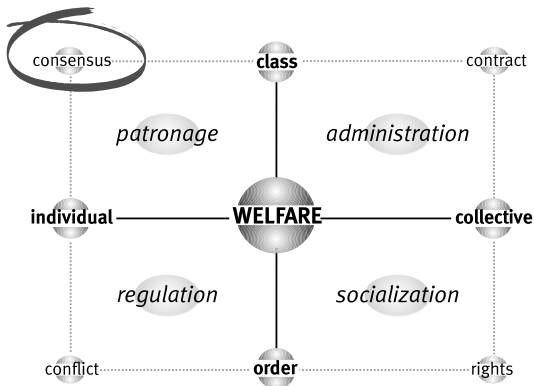 consensus class contract
patronage administration
individual WELFARE collective
regulation socialization
conflict order rights